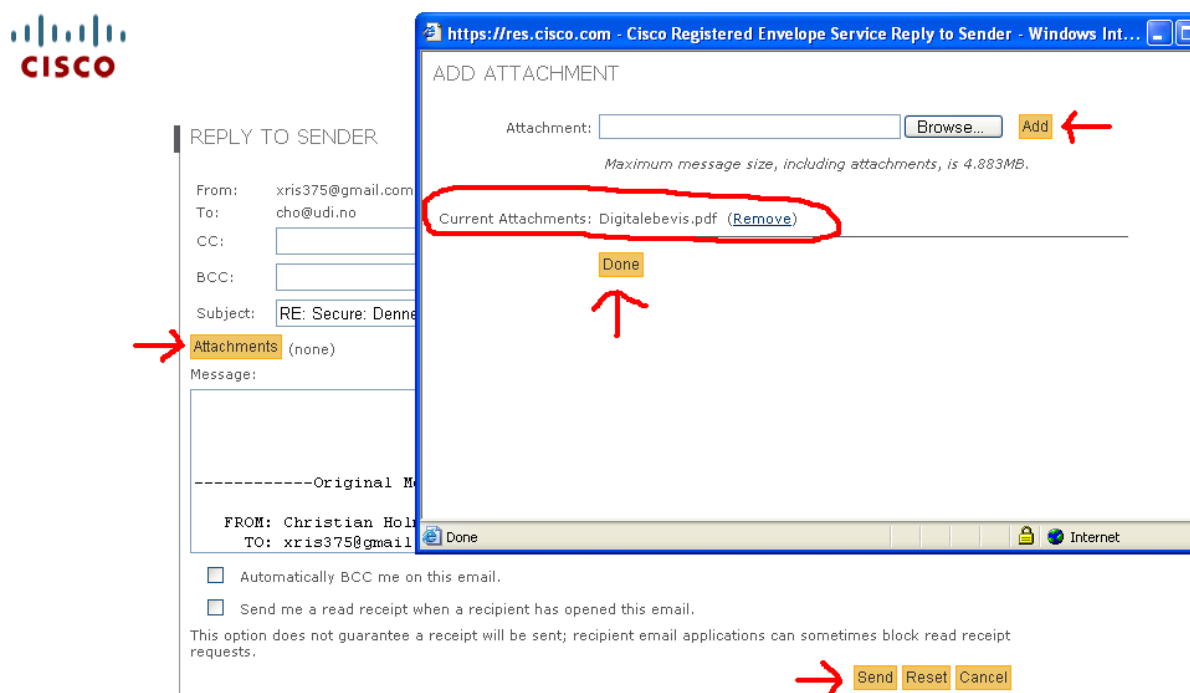 CISCO
https://res.cisco.com - Cisco Registered Envelope Service Reply to Sender - Windows Int...
ADD ATTACHMENT
Attachment: Browse... Add
Maximum message size, including attachments, is 4.883MB.
Current Attachments: Digitalebevis.pdf (Remove)
Done
Done Internet
REPLY TO SENDER
From: xris375@gmail.com
To: cho@udi.no
CC:
BCC:
Subject: RE: Secure: Denne
Attachments (none)
Message:
------------Original M
FROM: Christian Hol
TO: xris375@gmail
Automatically BCC me on this email.
Send me a read receipt when a recipient has opened this email.
This option does not guarantee a receipt will be sent; recipient email applications can sometimes block read receipt
requests.
Send Reset Cancel